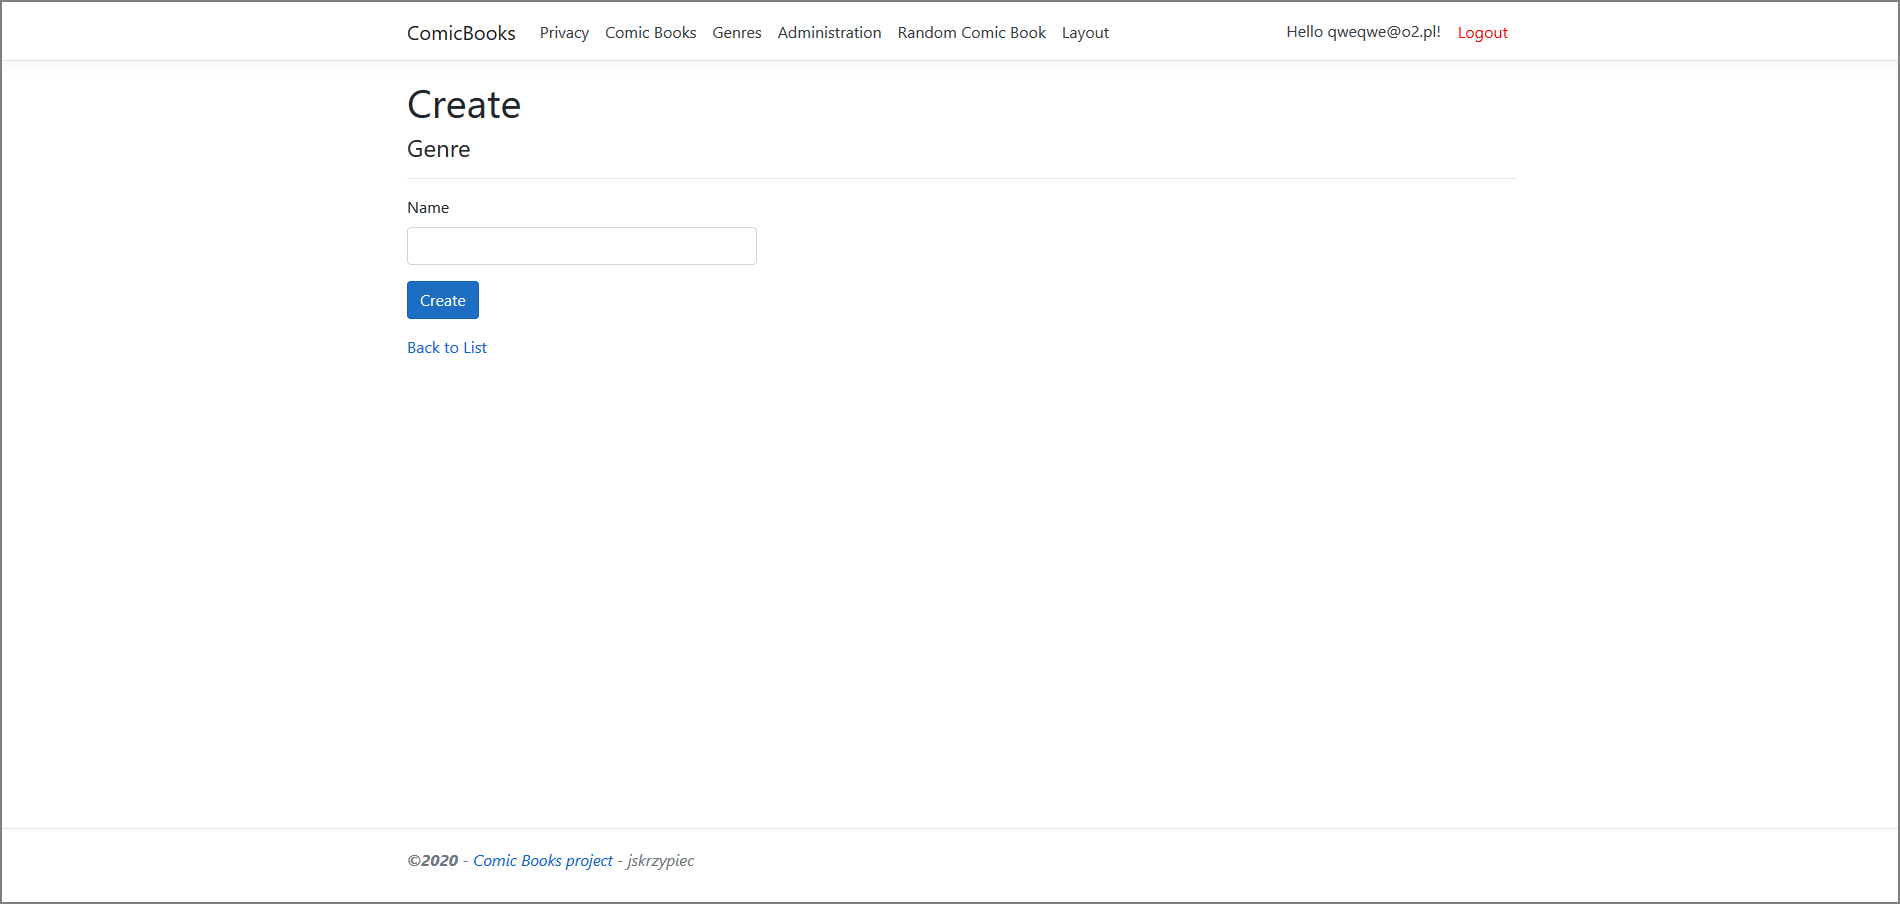 ComicBooks Privacy Comic Books Genres Administration Random Comic Book Layout Hello qweqwe@o2.pl! Logout
Create
Genre
Name
Create
Back to List
©2020 - Comic Books project - jskrzypiec